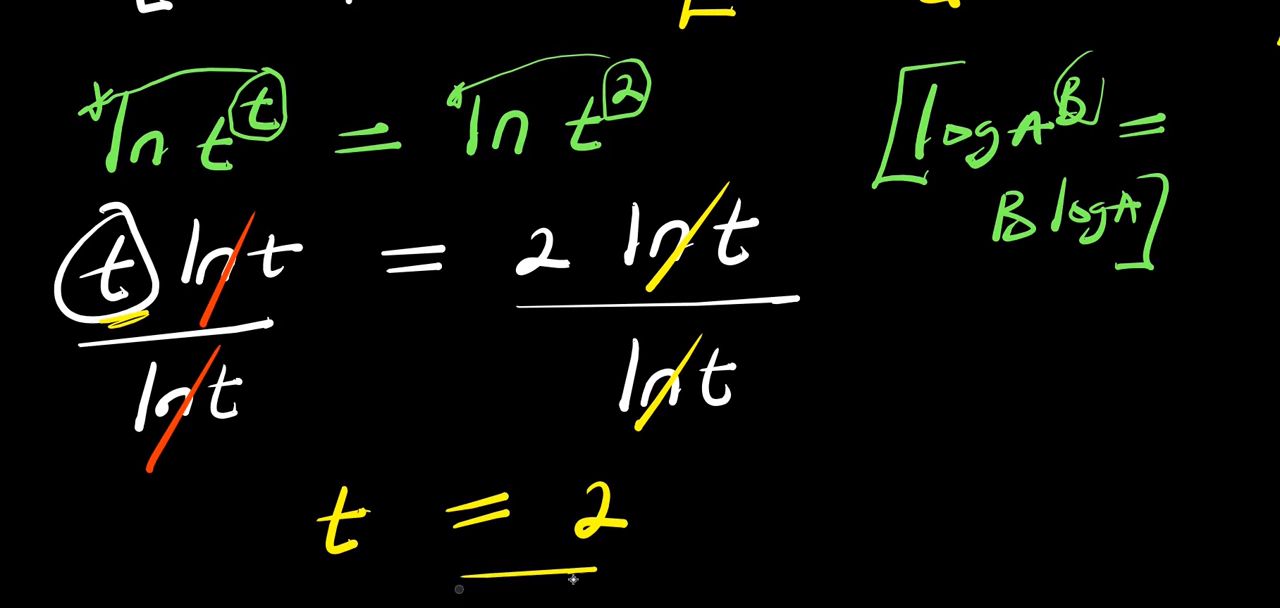 ln t^t = ln t^2
[log A^B =
B log A]
t ln t = 2 ln t
ln t ln t
t = 2